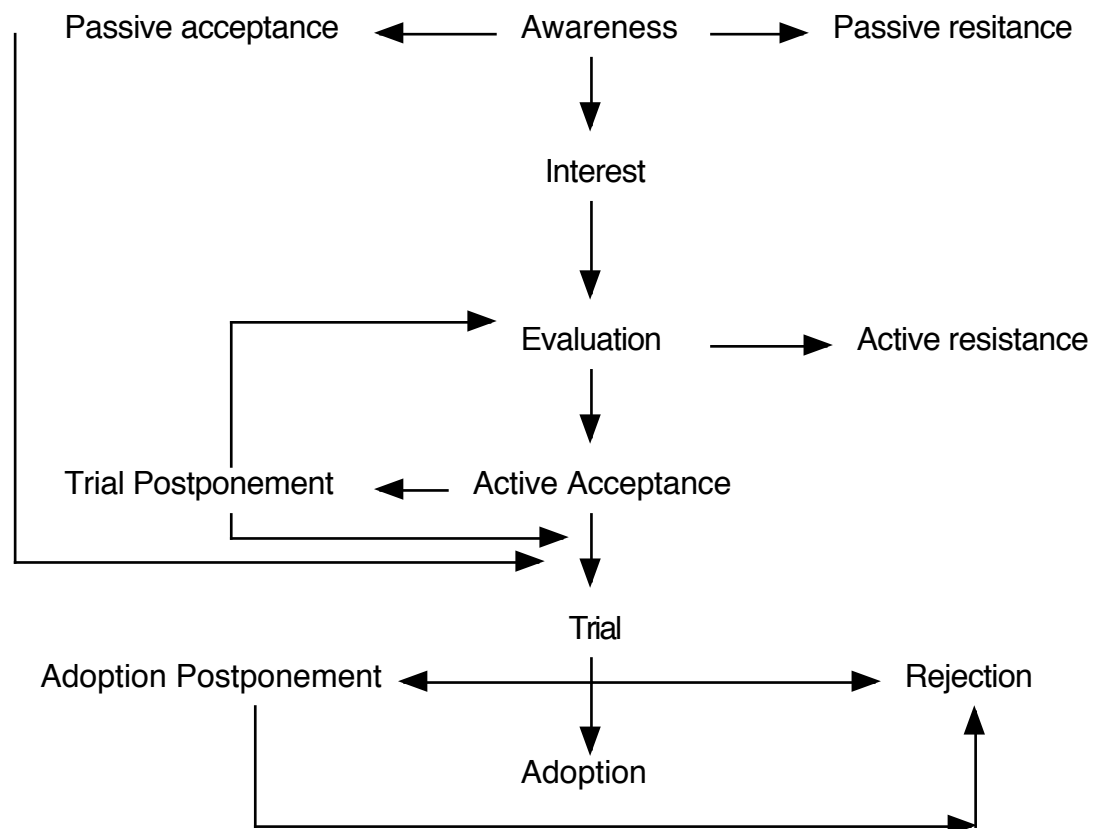 Passive acceptance
Awareness
Passive resitance
Interest
Evaluation
Active resistance
Trial Postponement
Active Acceptance
Trial
Adoption Postponement
Rejection
Adoption